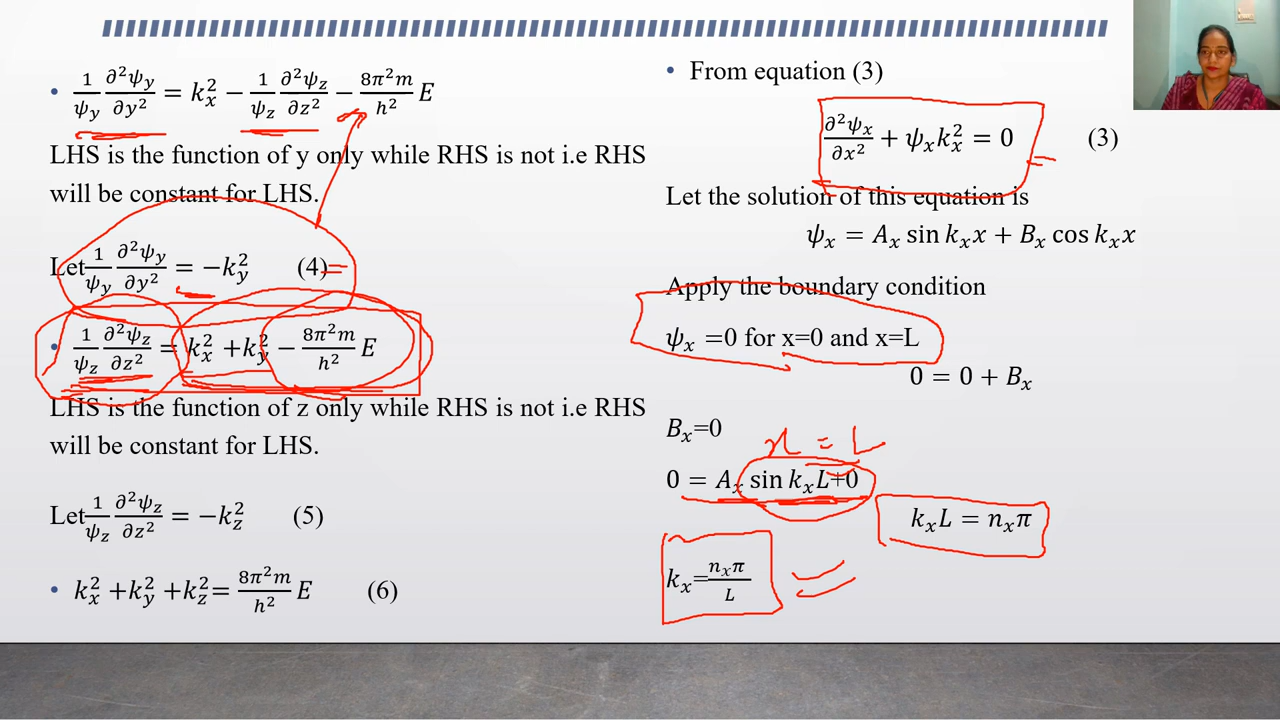 • 1/ψ_y ∂²ψ_y/∂y² = k_x² − 1/ψ_z ∂²ψ_z/∂z² − 8π²m/h² E
LHS is the function of y only while RHS is not i.e RHS
will be constant for LHS.
Let 1/ψ_y ∂²ψ_y/∂y² = −k_y² (4)
• 1/ψ_z ∂²ψ_z/∂z² = k_x² +k_y² − 8π²m/h² E
LHS is the function of z only while RHS is not i.e RHS
will be constant for LHS.
Let 1/ψ_z ∂²ψ_z/∂z² = −k_z² (5)
• k_x² +k_y² +k_z²= 8π²m/h² E (6)
• From equation (3)
∂²ψ_x/∂x² + ψ_x k_x² = 0 (3)
Let the solution of this equation is
ψ_x = A_x sin k_x x + B_x cos k_x x
Apply the boundary condition
ψ_x =0 for x=0 and x=L
0 = 0 + B_x
B_x=0
x = L
0 = A_x sin k_x L+0
k_x L = n_x π
k_x= n_x π/L